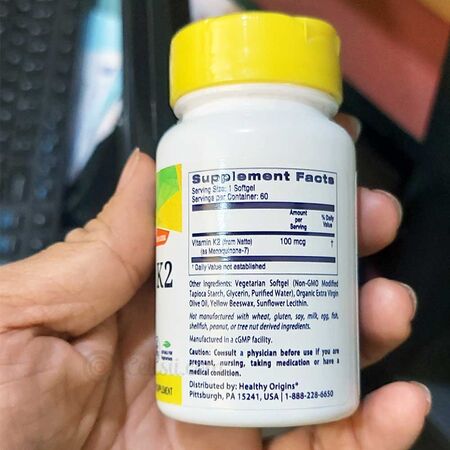 Supplement Facts
Serving Size: 1 Softgel
Servings per Container: 60
Amount per Serving
% Daily Value
Vitamin K2 (from Natto) 100 mcg †
(as Menaquinone-7)
* Daily Value not established
Other Ingredients: Vegetarian Softgel (Non-GMO Modified
Tapioca Starch, Glycerin, Purified Water), Organic Extra Virgin
Olive Oil, Yellow Beeswax, Sunflower Lecithin.
Not manufactured with wheat, gluten, soy, milk, egg, fish,
shellfish, peanut, or tree nut derived ingredients.
Manufactured in a cGMP facility.
Caution: Consult a physician before use if you are
pregnant, nursing, taking medication or have a
medical condition.
Distributed by: Healthy Origins®
Pittsburgh, PA 15241, USA | 1-888-228-6650
K2